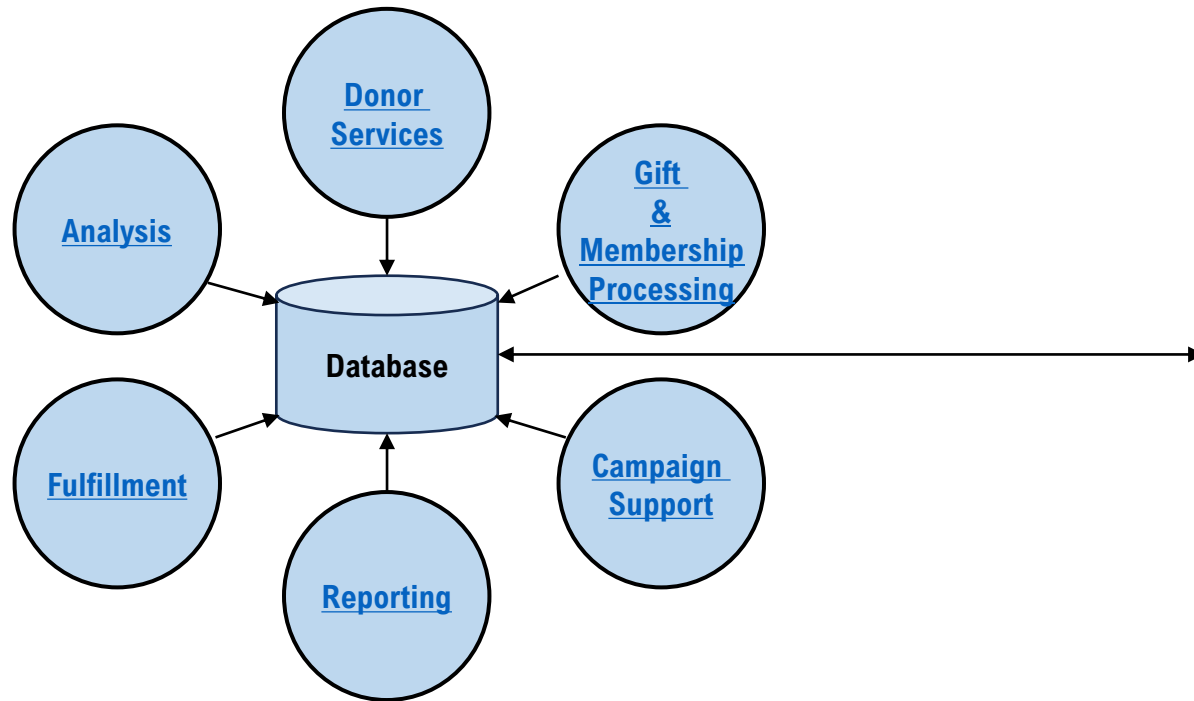 Donor
Services
Gift
&
Membership
Processing
Analysis
Database
Fulfillment
Campaign
Support
Reporting